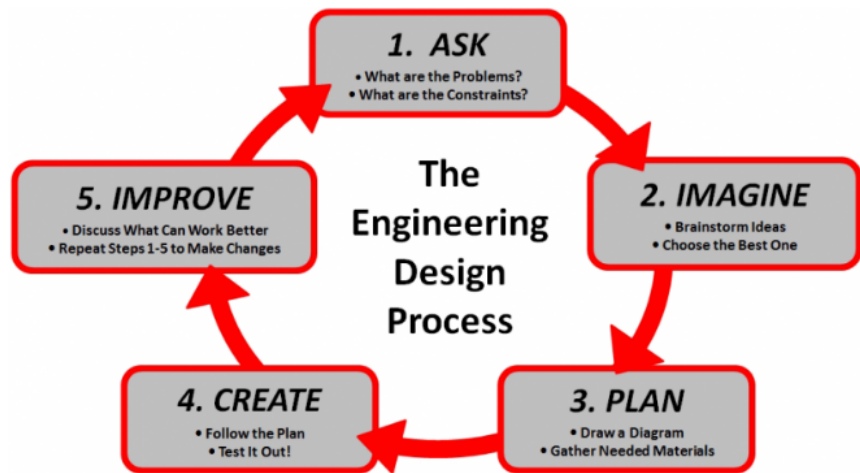 1. ASK
• What are the Problems?
• What are the Constraints?
2. IMAGINE
• Brainstorm Ideas
• Choose the Best One
3. PLAN
• Draw a Diagram
• Gather Needed Materials
4. CREATE
• Follow the Plan
• Test It Out!
5. IMPROVE
• Discuss What Can Work Better
• Repeat Steps 1-5 to Make Changes
The
Engineering
Design
Process